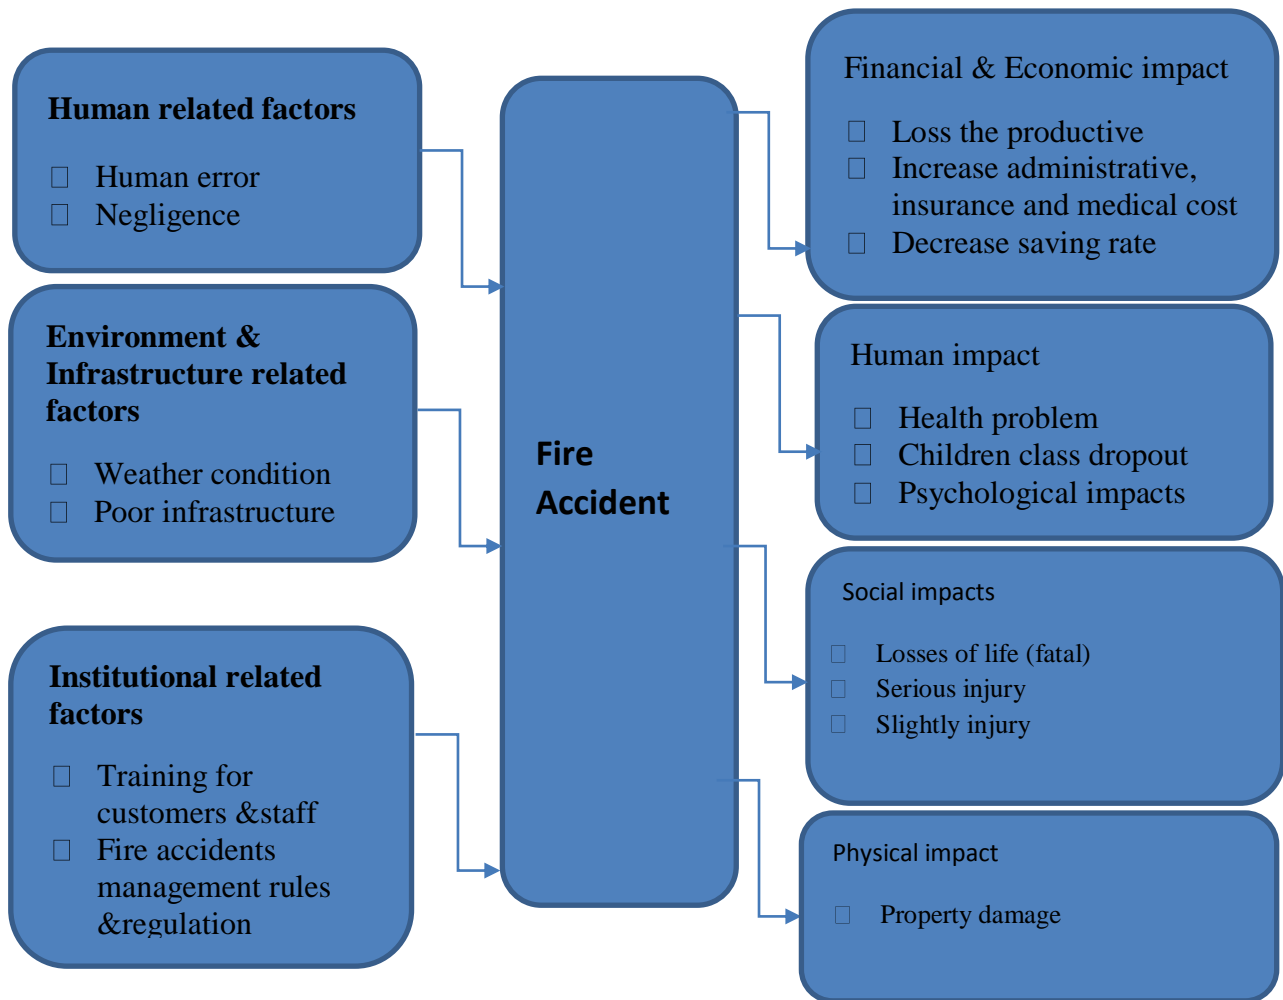 Human related factors
Human error
Negligence
Environment &
Infrastructure related
factors
Weather condition
Poor infrastructure
Institutional related
factors
Training for
customers &staff
Fire accidents
management rules
&regulation
Fire
Accident
Financial & Economic impact
Loss the productive
Increase administrative,
insurance and medical cost
Decrease saving rate
Human impact
Health problem
Children class dropout
Psychological impacts
Social impacts
Losses of life (fatal)
Serious injury
Slightly injury
Physical impact
Property damage